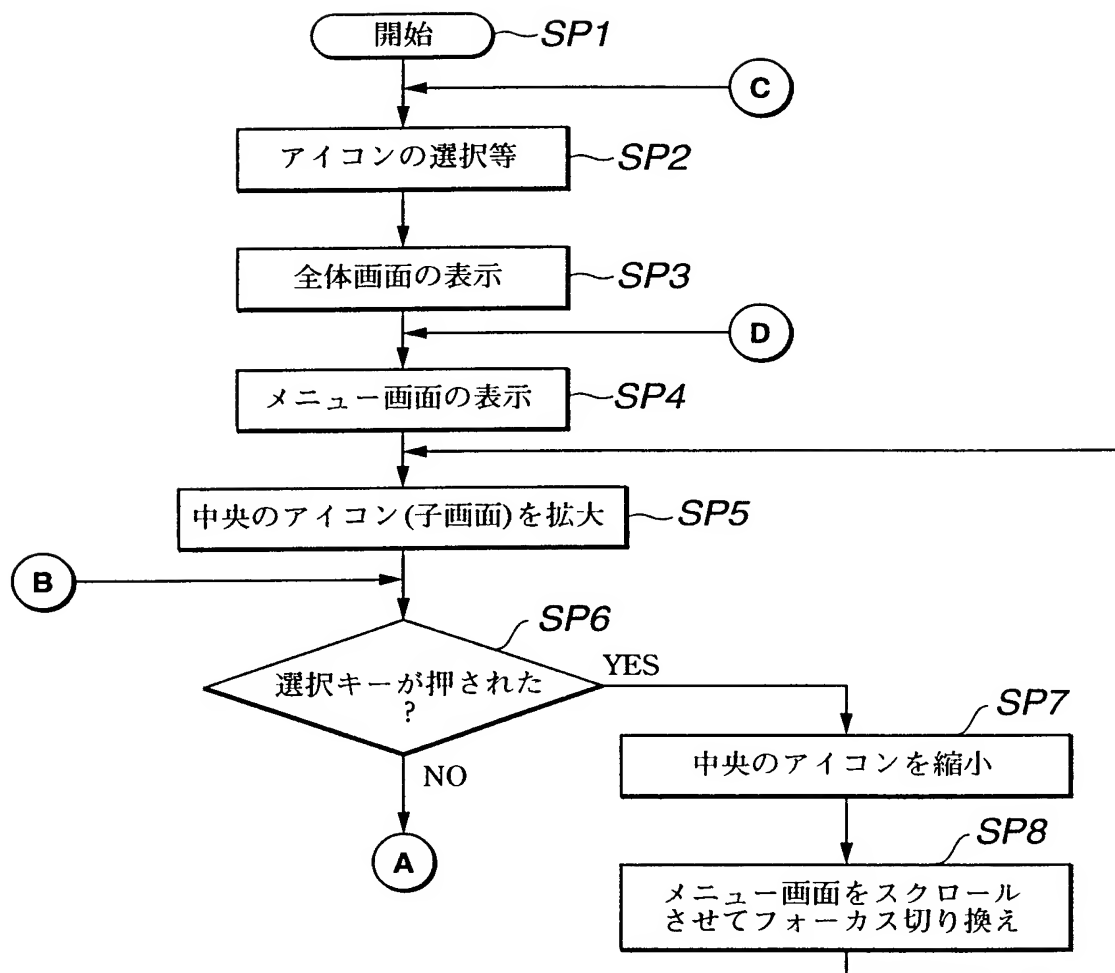 開始
SP1
C
アイコンの選択等
SP2
全体画面の表示
SP3
D
メニュー画面の表示
SP4
中央のアイコン(子画面)を拡大
SP5
B
SP6
選択キーが押された
?
YES
NO
A
SP7
中央のアイコンを縮小
SP8
メニュー画面をスクロール
させてフォーカス切り換え